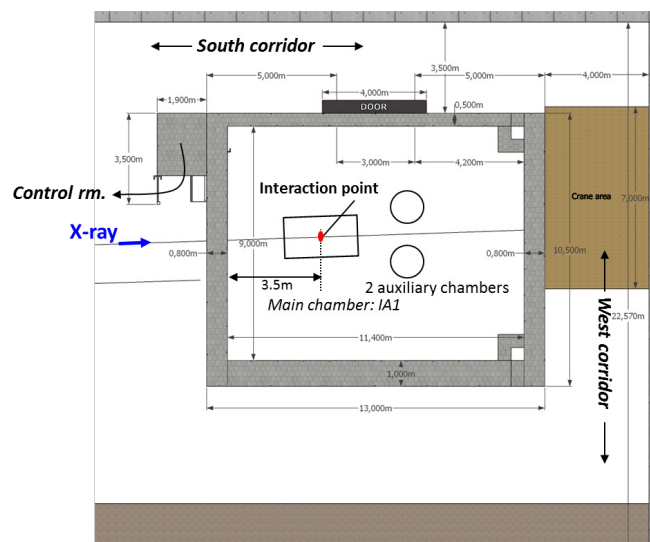 South corridor
5,000m
3,500m
5,000m
4,000m
4,000m
1,900m
DOOR
0,500m
3,500m
3,000m
4,200m
Control rm.
Interaction point
Crane area
7,000m
X-ray
9,000m
0,800m
0,800m
10,500m
3.5m
2 auxiliary chambers
Main chamber: IA1
West corridor
22,570m
11,400m
1,000m
13,000m